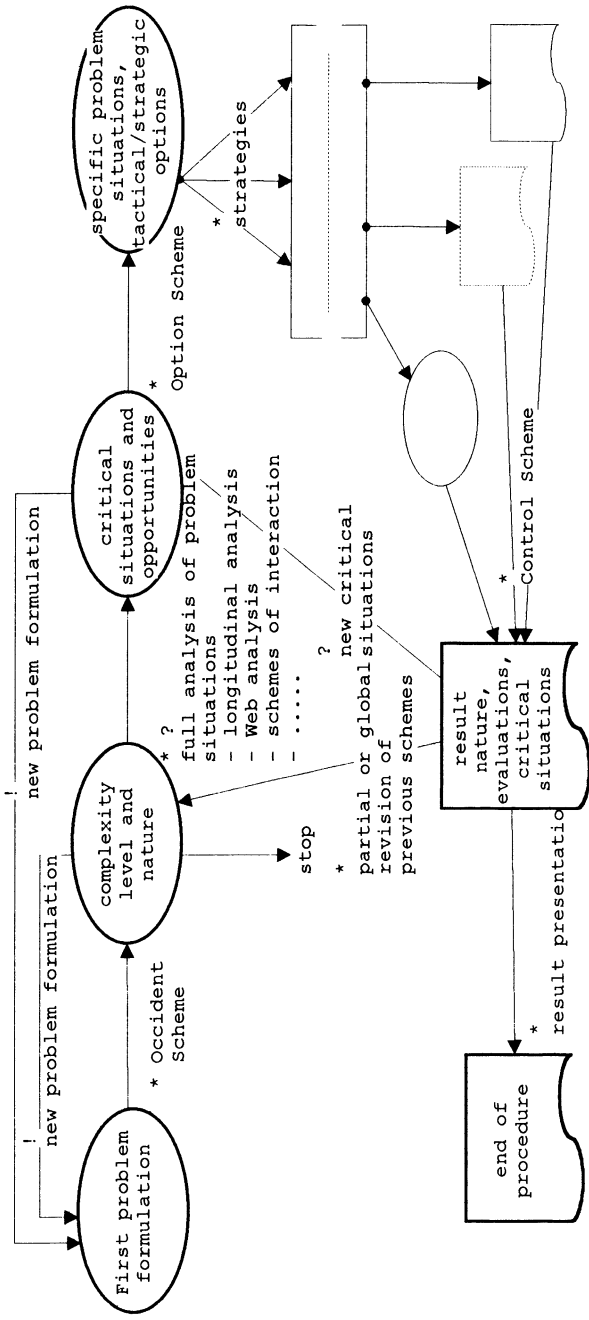 !
new problem formulation
!
new problem formulation
First problem
formulation
* Occident
Scheme
complexity
level and
nature
critical
situations and
opportunities
*
Option Scheme
specific problem
situations,
tactical/strategic
options
* ?
full analysis of problem
situations
- longitudinal analysis
- Web analysis
- schemes of interaction
- .....
stop
*
partial or global
revision of
previous schemes
?
new critical
situations
*
strategies
*
Control Scheme
result
nature,
evaluations,
critical
situations
*
result presentation
end of
procedure